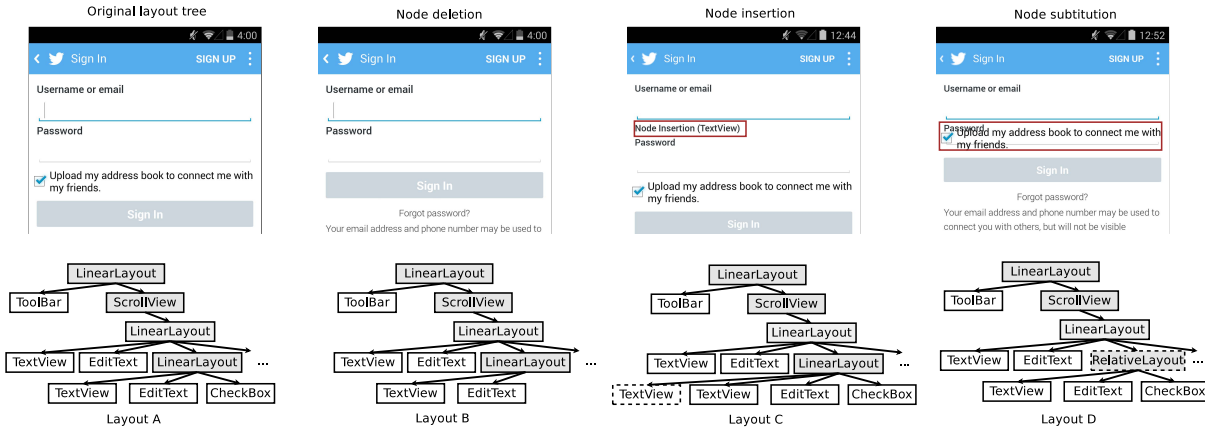 Original layout tree
4:00
Sign In SIGN UP
Username or email
Password
Upload my address book to connect me with
my friends.
Sign In
LinearLayout
ToolBar ScrollView
LinearLayout
TextView EditText LinearLayout ...
TextView EditText CheckBox
Layout A
Node deletion
4:00
Sign In SIGN UP
Username or email
Password
Sign In
Forgot password?
Your email address and phone number may be used to
LinearLayout
ToolBar ScrollView
LinearLayout
TextView EditText LinearLayout ...
TextView EditText
Layout B
Node insertion
12:44
Sign In SIGN UP
Username or email
Node Insertion (TextView)
Password
Upload my address book to connect me with
my friends.
Sign In
LinearLayout
ToolBar ScrollView
LinearLayout
TextView EditText LinearLayout ...
TextView TextView EditText CheckBox
Layout C
Node subtitution
12:52
Sign In SIGN UP
Username or email
Password
Upload my address book to connect me with
my friends.
Sign In
Forgot password?
Your email address and phone number may be used to
connect you with others, but will not be visible
LinearLayout
ToolBar ScrollView
LinearLayout
TextView EditText RelativeLayout ...
TextView EditText CheckBox
Layout D